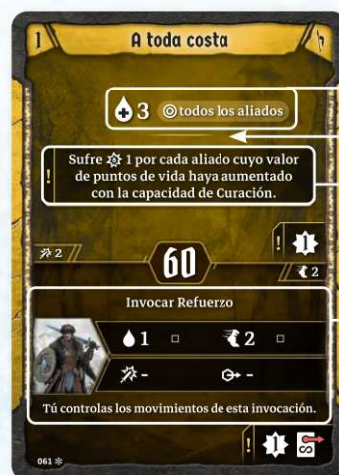 1 A toda costa
3 todos los aliados
Sufre 1 por cada aliado cuyo valor
! de puntos de vida haya aumentado
con la capacidad de Curación.
! 1
2 60 2
Invocar Refuerzo
1 2
- -
Tú controlas los movimientos de esta invocación.
061 ! 1